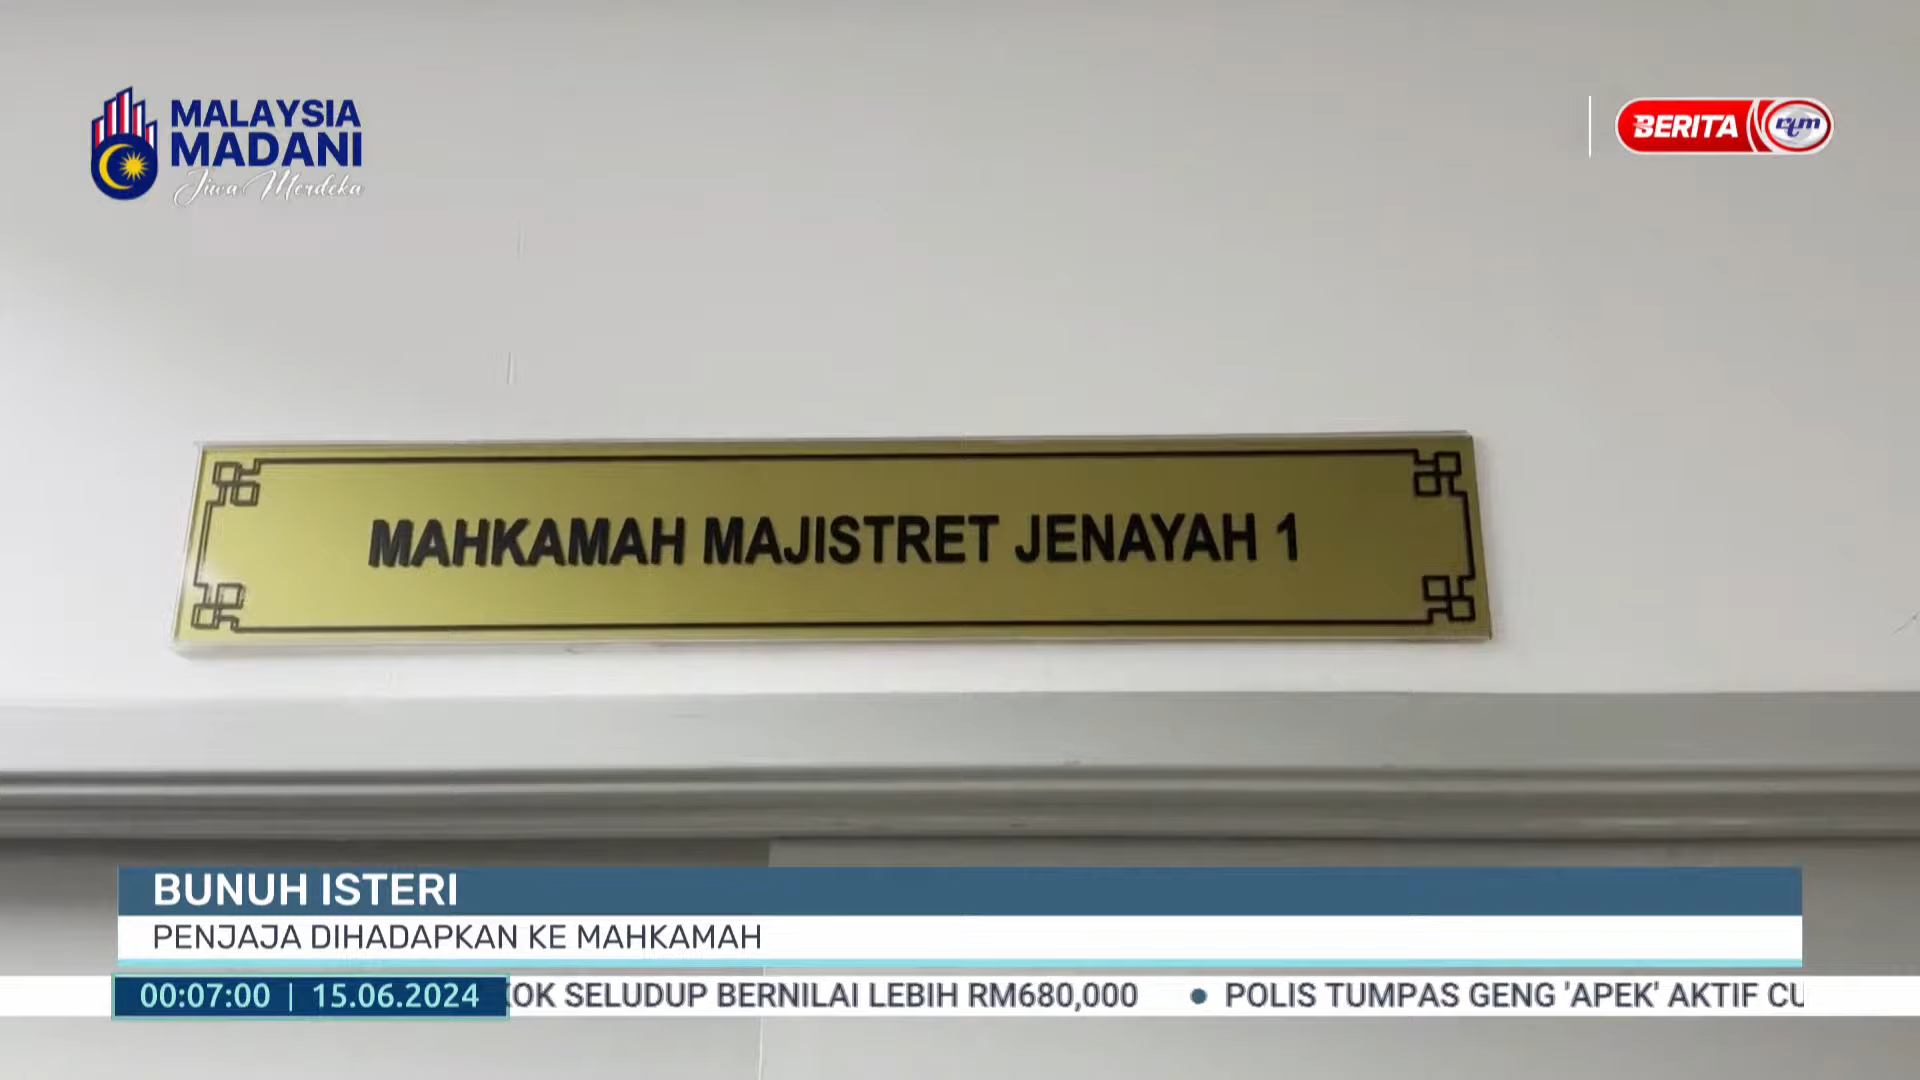 MALAYSIA
MADANI
Jiwa Merdeka
BERITA rtm
MAHKAMAH MAJISTRET JENAYAH 1
BUNUH ISTERI
PENJAJA DIHADAPKAN KE MAHKAMAH
00:07:00 | 15.06.2024
SELUDUP BERNILAI LEBIH RM680,000 • POLIS TUMPAS GENG 'APEK' AKTIF